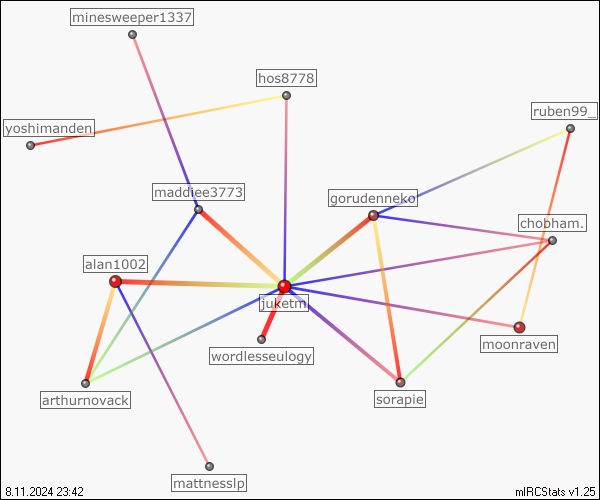 minesweeper1337
hos8778
ruben99_
yoshimanden
maddiee3773
gorudenneko
chobham.
alan1002
juketmj
moonraven
wordlesseulogy
arthurnovack
sorapie
mattnesslp
8.11.2024 23:42
mIRCStats v1.25